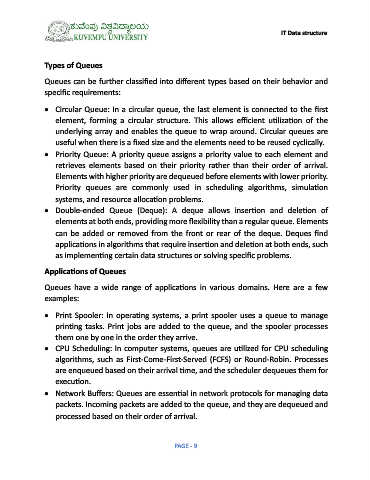 ಕುವೆಂಪು ವಿಶ್ವವಿದ್ಯಾಲಯ
KUVEMPU UNIVERSITY
IT Data structure
Types of Queues
Queues can be further classified into different types based on their behavior and
specific requirements:
• Circular Queue: In a circular queue, the last element is connected to the first
element, forming a circular structure. This allows efficient utilization of the
underlying array and enables the queue to wrap around. Circular queues are
useful when there is a fixed size and the elements need to be reused cyclically.
• Priority Queue: A priority queue assigns a priority value to each element and
retrieves elements based on their priority rather than their order of arrival.
Elements with higher priority are dequeued before elements with lower priority.
Priority queues are commonly used in scheduling algorithms, simulation
systems, and resource allocation problems.
• Double-ended Queue (Deque): A deque allows insertion and deletion of
elements at both ends, providing more flexibility than a regular queue. Elements
can be added or removed from the front or rear of the deque. Deques find
applications in algorithms that require insertion and deletion at both ends, such
as implementing certain data structures or solving specific problems.
Applications of Queues
Queues have a wide range of applications in various domains. Here are a few
examples:
• Print Spooler: In operating systems, a print spooler uses a queue to manage
printing tasks. Print jobs are added to the queue, and the spooler processes
them one by one in the order they arrive.
• CPU Scheduling: In computer systems, queues are utilized for CPU scheduling
algorithms, such as First-Come-First-Served (FCFS) or Round-Robin. Processes
are enqueued based on their arrival time, and the scheduler dequeues them for
execution.
• Network Buffers: Queues are essential in network protocols for managing data
packets. Incoming packets are added to the queue, and they are dequeued and
processed based on their order of arrival.
PAGE - 9